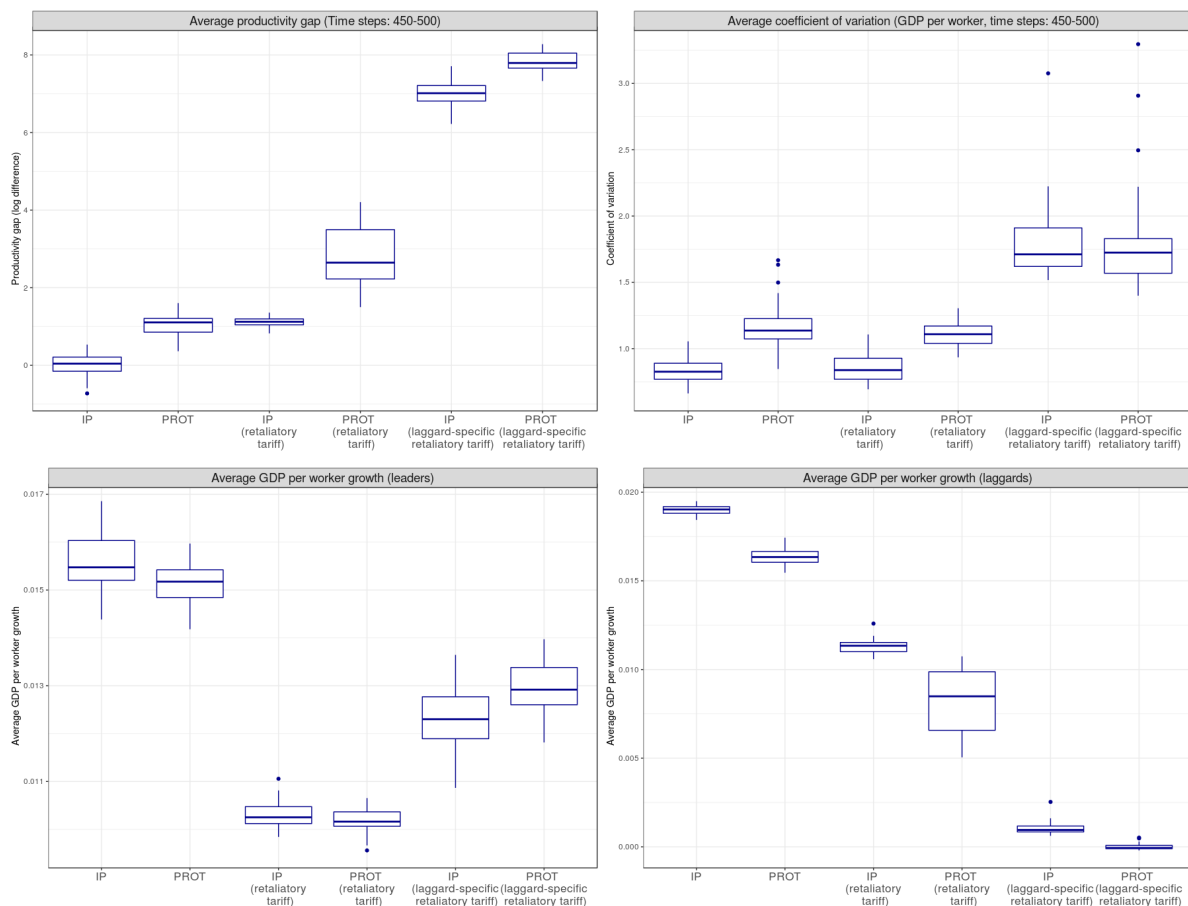 Average productivity gap (Time steps: 450-500)
Productivity gap (log difference)
8
6
4
2
0
IP PROT IP PROT IP PROT
(retaliatory (retaliatory (laggard-specific (laggard-specific
tariff) tariff) retaliatory tariff) retaliatory tariff)
Average coefficient of variation (GDP per worker, time steps: 450-500)
Coefficient of variation
3.0
2.5
2.0
1.5
1.0
IP PROT IP PROT IP PROT
(retaliatory (retaliatory (laggard-specific (laggard-specific
tariff) tariff) retaliatory tariff) retaliatory tariff)
Average GDP per worker growth (leaders)
Average GDP per worker growth
0.017
0.015
0.013
0.011
IP PROT IP PROT IP PROT
(retaliatory (retaliatory (laggard-specific (laggard-specific
tariff) tariff) retaliatory tariff) retaliatory tariff)
Average GDP per worker growth (laggards)
Average GDP per worker growth
0.020
0.015
0.010
0.005
0.000
IP PROT IP PROT IP PROT
(retaliatory (retaliatory (laggard-specific (laggard-specific
tariff) tariff) retaliatory tariff) retaliatory tariff)